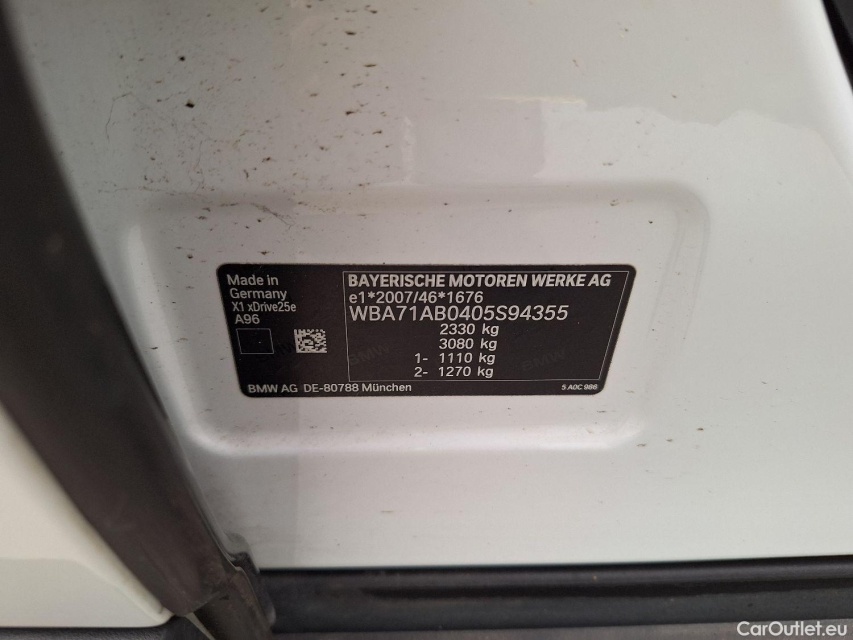 Made in
Germany
X1 xDrive25e
A96
BAYERISCHE MOTOREN WERKE AG
e1*2007/46*1676
WBA71AB0405S94355
2330 kg
3080 kg
1- 1110 kg
2- 1270 kg
BMW AG DE-80788 München
5 A0C 986
CarOutlet.eu